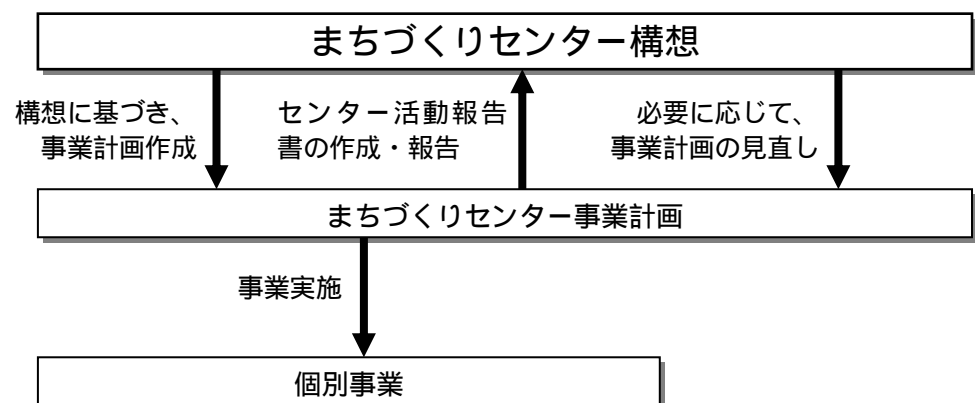 まちづくりセンター構想
構想に基づき、
事業計画作成
センター活動報告
書の作成・報告
必要に応じて、
事業計画の見直し
まちづくりセンター事業計画
事業実施
個別事業